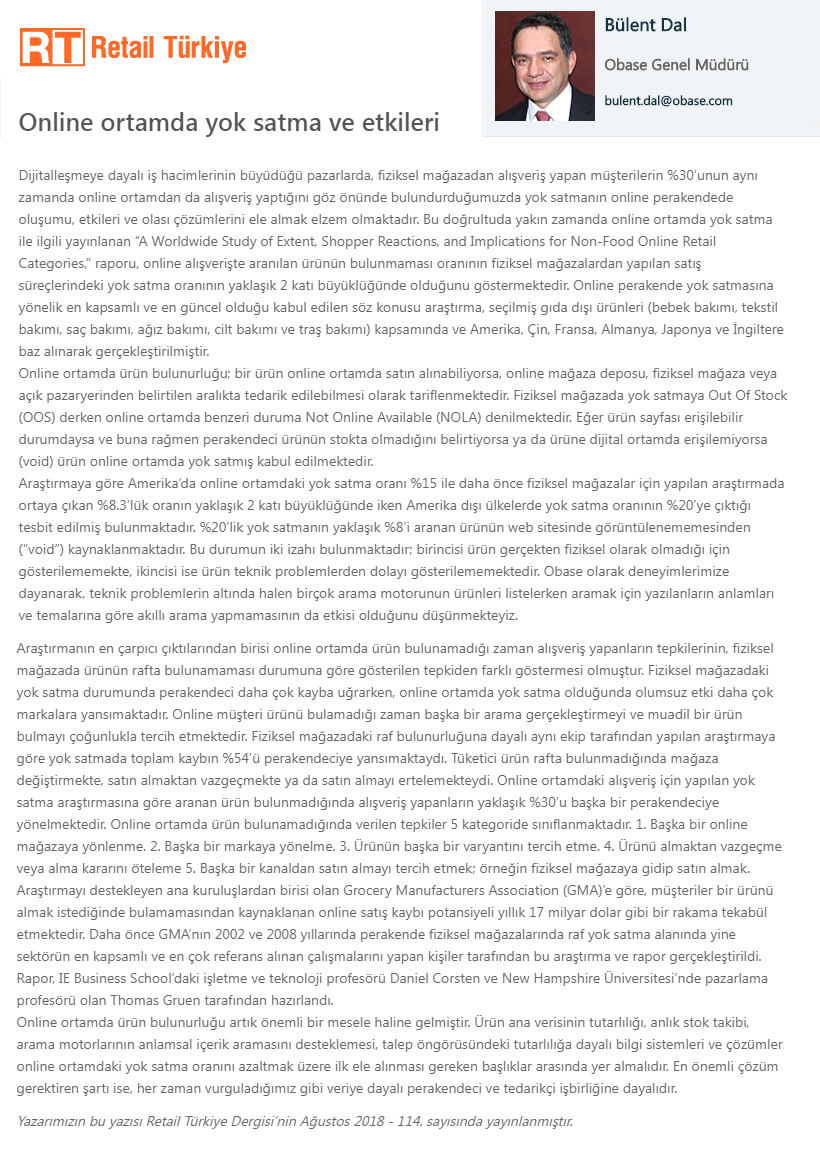 RT Retail Türkiye
Bülent Dal
Obase Genel Müdürü
bulent.dal@obase.com
Online ortamda yok satma ve etkileri
Dijitalleşmeye dayalı iş hacimlerinin büyüdüğü pazarlarda, fiziksel mağazadan alışveriş yapan müşterilerin %30’unun aynı
zamanda online ortamdan da alışveriş yaptığını göz önünde bulundurduğumuzda yok satmanın online perakendede
oluşumu, etkileri ve olası çözümlerini ele almak elzem olmaktadır. Bu doğrultuda yakın zamanda online ortamda yok satma
ile ilgili yayınlanan “A Worldwide Study of Extent, Shopper Reactions, and Implications for Non-Food Online Retail
Categories,” raporu, online alışverişte aranılan ürünün bulunmaması oranının fiziksel mağazalardan yapılan satış
süreçlerindeki yok satma oranının yaklaşık 2 katı büyüklüğünde olduğunu göstermektedir. Online perakende yok satmasına
yönelik en kapsamlı ve en güncel olduğu kabul edilen söz konusu araştırma, seçilmiş gıda dışı ürünleri (bebek bakımı, tekstil
bakımı, saç bakımı, ağız bakımı, cilt bakımı ve traş bakımı) kapsamında ve Amerika, Çin, Fransa, Almanya, Japonya ve İngiltere
baz alınarak gerçekleştirilmiştir.
Online ortamda ürün bulunurluğu; bir ürün online ortamda satın alınabiliyorsa, online mağaza deposu, fiziksel mağaza veya
açık pazaryerinden belirtilen aralıkta tedarik edilebilmesi olarak tariflenmektedir. Fiziksel mağazada yok satmaya Out Of Stock
(OOS) derken online ortamda benzeri duruma Not Online Available (NOLA) denilmektedir. Eğer ürün sayfası erişilebilir
durumdaysa ve buna rağmen perakendeci ürünün stokta olmadığını belirtiyorsa ya da ürüne dijital ortamda erişilemiyorsa
(void) ürün online ortamda yok satmış kabul edilmektedir.
Araştırmaya göre Amerika’da online ortamdaki yok satma oranı %15 ile daha önce fiziksel mağazalar için yapılan araştırmada
ortaya çıkan %8.3’lük oranın yaklaşık 2 katı büyüklüğünde iken Amerika dışı ülkelerde yok satma oranının %20’ye çıktığı
tesbit edilmiş bulunmaktadır. %20’lik yok satmanın yaklaşık %8’i aranan ürünün web sitesinde görüntülenememesinden
(“void”) kaynaklanmaktadır. Bu durumun iki izahı bulunmaktadır; birincisi ürün gerçekten fiziksel olarak olmadığı için
gösterilememekte, ikincisi ise ürün teknik problemlerden dolayı gösterilememektedir. Obase olarak deneyimlerimize
dayanarak, teknik problemlerin altında halen birçok arama motorunun ürünleri listelerken aramak için yazılanların anlamları
ve temalarına göre akıllı arama yapmamasının da etkisi olduğunu düşünmekteyiz.
Araştırmanın en çarpıcı çıktılarından birisi online ortamda ürün bulunamadığı zaman alışveriş yapanların tepkilerinin, fiziksel
mağazada ürünün rafta bulunamaması durumuna göre gösterilen tepkiden farklı göstermesi olmuştur. Fiziksel mağazadaki
yok satma durumunda perakendeci daha çok kayba uğrarken, online ortamda yok satma olduğunda olumsuz etki daha çok
markalara yansımaktadır. Online müşteri ürünü bulamadığı zaman başka bir arama gerçekleştirmeyi ve muadil bir ürün
bulmayı çoğunlukla tercih etmektedir. Fiziksel mağazadaki raf bulunurluğuna dayalı aynı ekip tarafından yapılan araştırmaya
göre yok satmada toplam kaybın %54’ü perakendeciye yansımaktaydı. Tüketici ürün rafta bulunmadığında mağaza
değiştirmekte, satın almaktan vazgeçmekte ya da satın almayı ertelemekteydi. Online ortamdaki alışveriş için yapılan yok
satma araştırmasına göre aranan ürün bulunmadığında alışveriş yapanların yaklaşık %30’u başka bir perakendeciye
yönelmektedir. Online ortamda ürün bulunamadığında verilen tepkiler 5 kategoride sınıflanmaktadır. 1. Başka bir online
mağazaya yönlenme. 2. Başka bir markaya yönelme. 3. Ürünün başka bir varyantını tercih etme. 4. Ürünü almaktan vazgeçme
veya alma kararını öteleme 5. Başka bir kanaldan satın almayı tercih etmek; örneğin fiziksel mağazaya gidip satın almak.
Araştırmayı destekleyen ana kuruluşlardan birisi olan Grocery Manufacturers Association (GMA)’e göre, müşteriler bir ürünü
almak istediğinde bulamamasından kaynaklanan online satış kaybı potansiyeli yıllık 17 milyar dolar gibi bir rakama tekabül
etmektedir. Daha önce GMA’nın 2002 ve 2008 yıllarında perakende fiziksel mağazalarında raf yok satma alanında yine
sektörün en kapsamlı ve en çok referans alınan çalışmalarını yapan kişiler tarafından bu araştırma ve rapor gerçekleştirildi.
Rapor, IE Business School’daki işletme ve teknoloji profesörü Daniel Corsten ve New Hampshire Üniversitesi’nde pazarlama
profesörü olan Thomas Gruen tarafından hazırlandı.
Online ortamda ürün bulunurluğu artık önemli bir mesele haline gelmiştir. Ürün ana verisinin tutarlılığı, anlık stok takibi,
arama motorlarının anlamsal içerik aramasını desteklemesi, talep öngörüsündeki tutarlılığa dayalı bilgi sistemleri ve çözümler
online ortamdaki yok satma oranını azaltmak üzere ilk ele alınması gereken başlıklar arasında yer almalıdır. En önemli çözüm
gerektiren şartı ise, her zaman vurguladığımız gibi veriye dayalı perakendeci ve tedarikçi işbirliğine dayalıdır.
Yazarımızın bu yazısı Retail Türkiye Dergisi’nin Ağustos 2018 - 114. sayısında yayınlanmıştır.